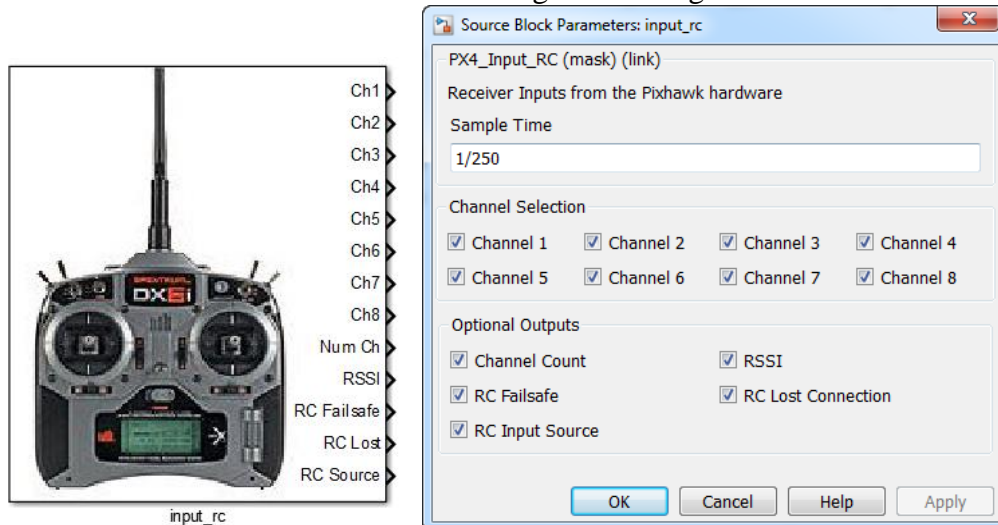 Ch1
Ch2
Ch3
Ch4
Ch5
Ch6
Ch7
Ch8
Num Ch
RSSI
RC Failsafe
RC Lost
RC Source
SPEKTRUM
DX6i
input_rc
Source Block Parameters: input_rc
PX4_Input_RC (mask) (link)
Receiver Inputs from the Pixhawk hardware
Sample Time
1/250
Channel Selection
Channel 1 Channel 2 Channel 3 Channel 4
Channel 5 Channel 6 Channel 7 Channel 8
Optional Outputs
Channel Count RSSI
RC Failsafe RC Lost Connection
RC Input Source
OK Cancel Help Apply